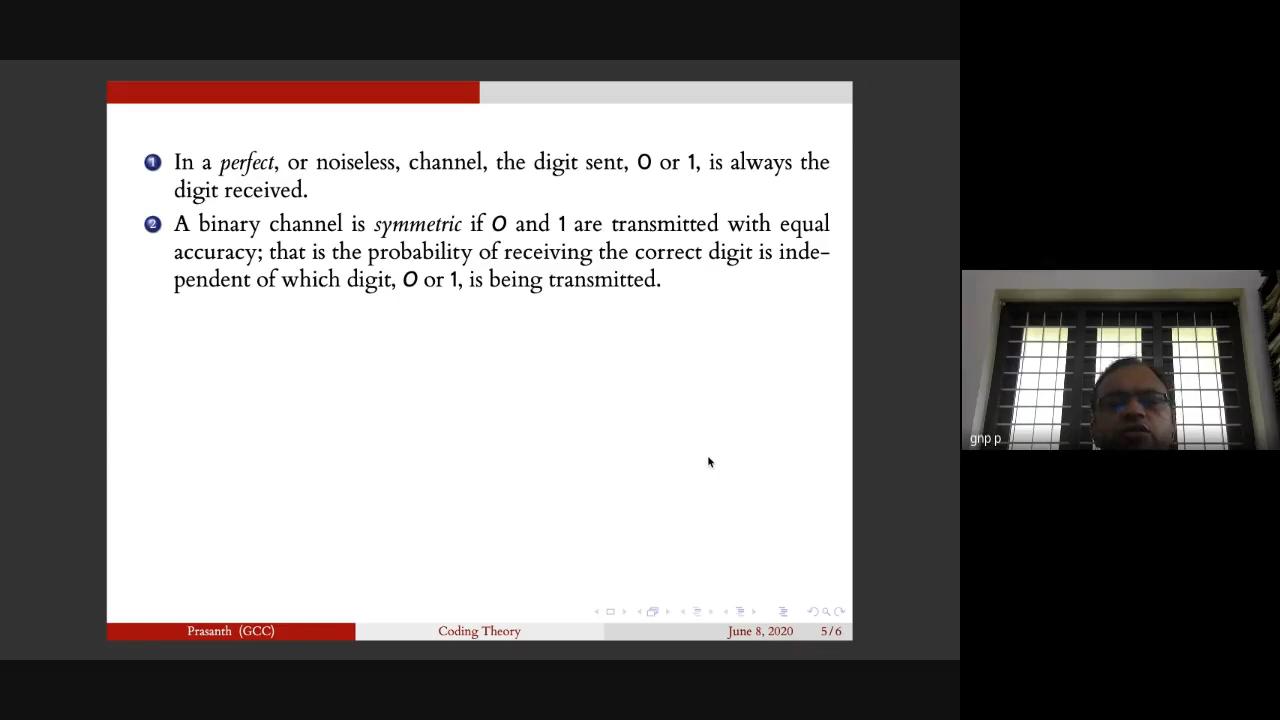 1 In a perfect, or noiseless, channel, the digit sent, 0 or 1, is always the
digit received.
2 A binary channel is symmetric if 0 and 1 are transmitted with equal
accuracy; that is the probability of receiving the correct digit is inde-
pendent of which digit, 0 or 1, is being transmitted.
gnp p
Prasanth (GCC) Coding Theory June 8, 2020 5/6